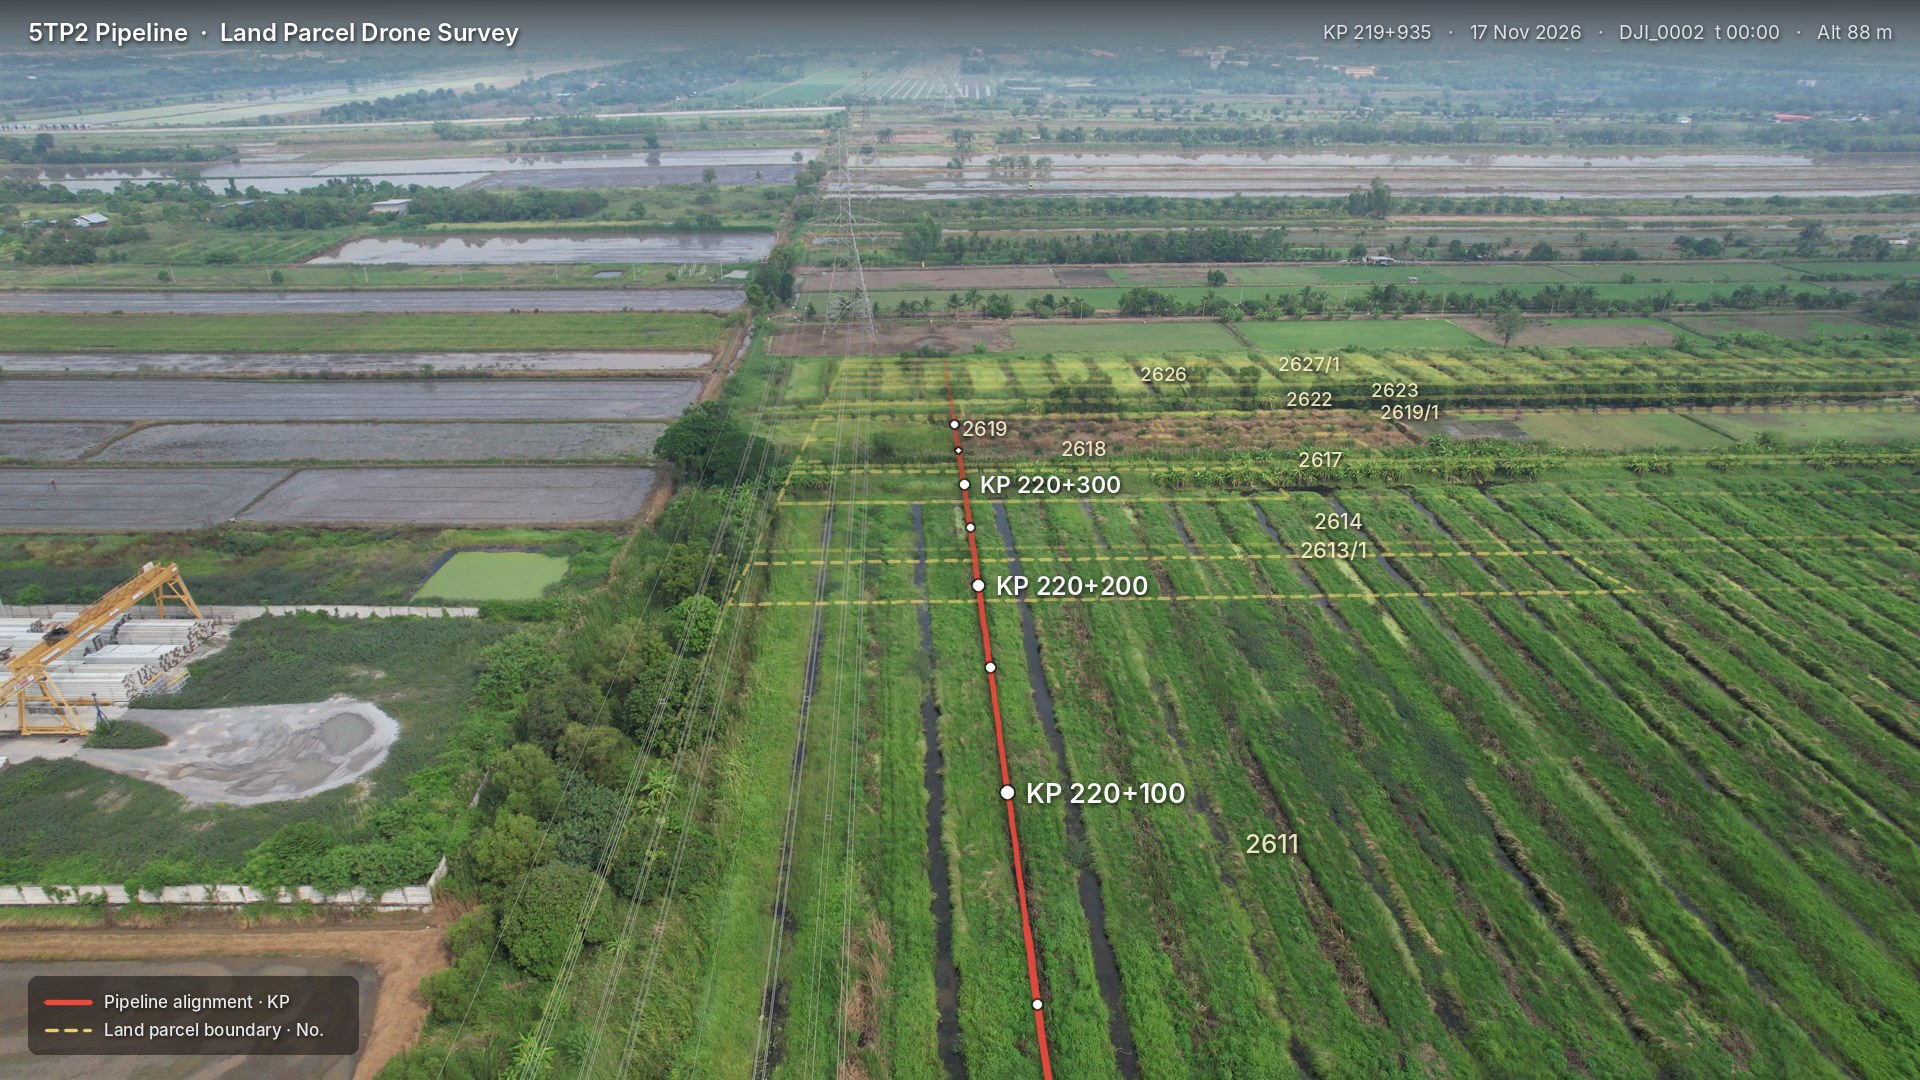 5TP2 Pipeline · Land Parcel Drone Survey
KP 219+935 · 17 Nov 2026 · DJI_0002 t 00:00 · Alt 88 m
2627/1
2626
2623
2622
2619/1
2619
2618
2617
KP 220+300
2614
2613/1
KP 220+200
KP 220+100
2611
Pipeline alignment · KP
Land parcel boundary · No.